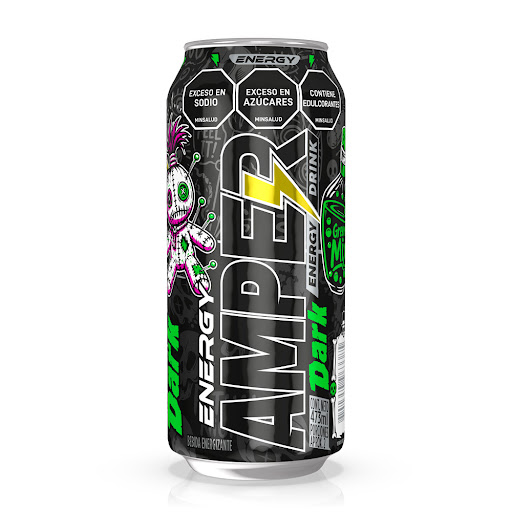 ENERGY
EXCESO EN
SODIO
MINSALUD
EXCESO EN
AZÚCARES
MINSALUD
CONTIENE
EDULCORANTES
MINSALUD
Dark
ENERGY
AMPER
ENERGY DRINK
Dark
BEBIDA ENERGIZANTE